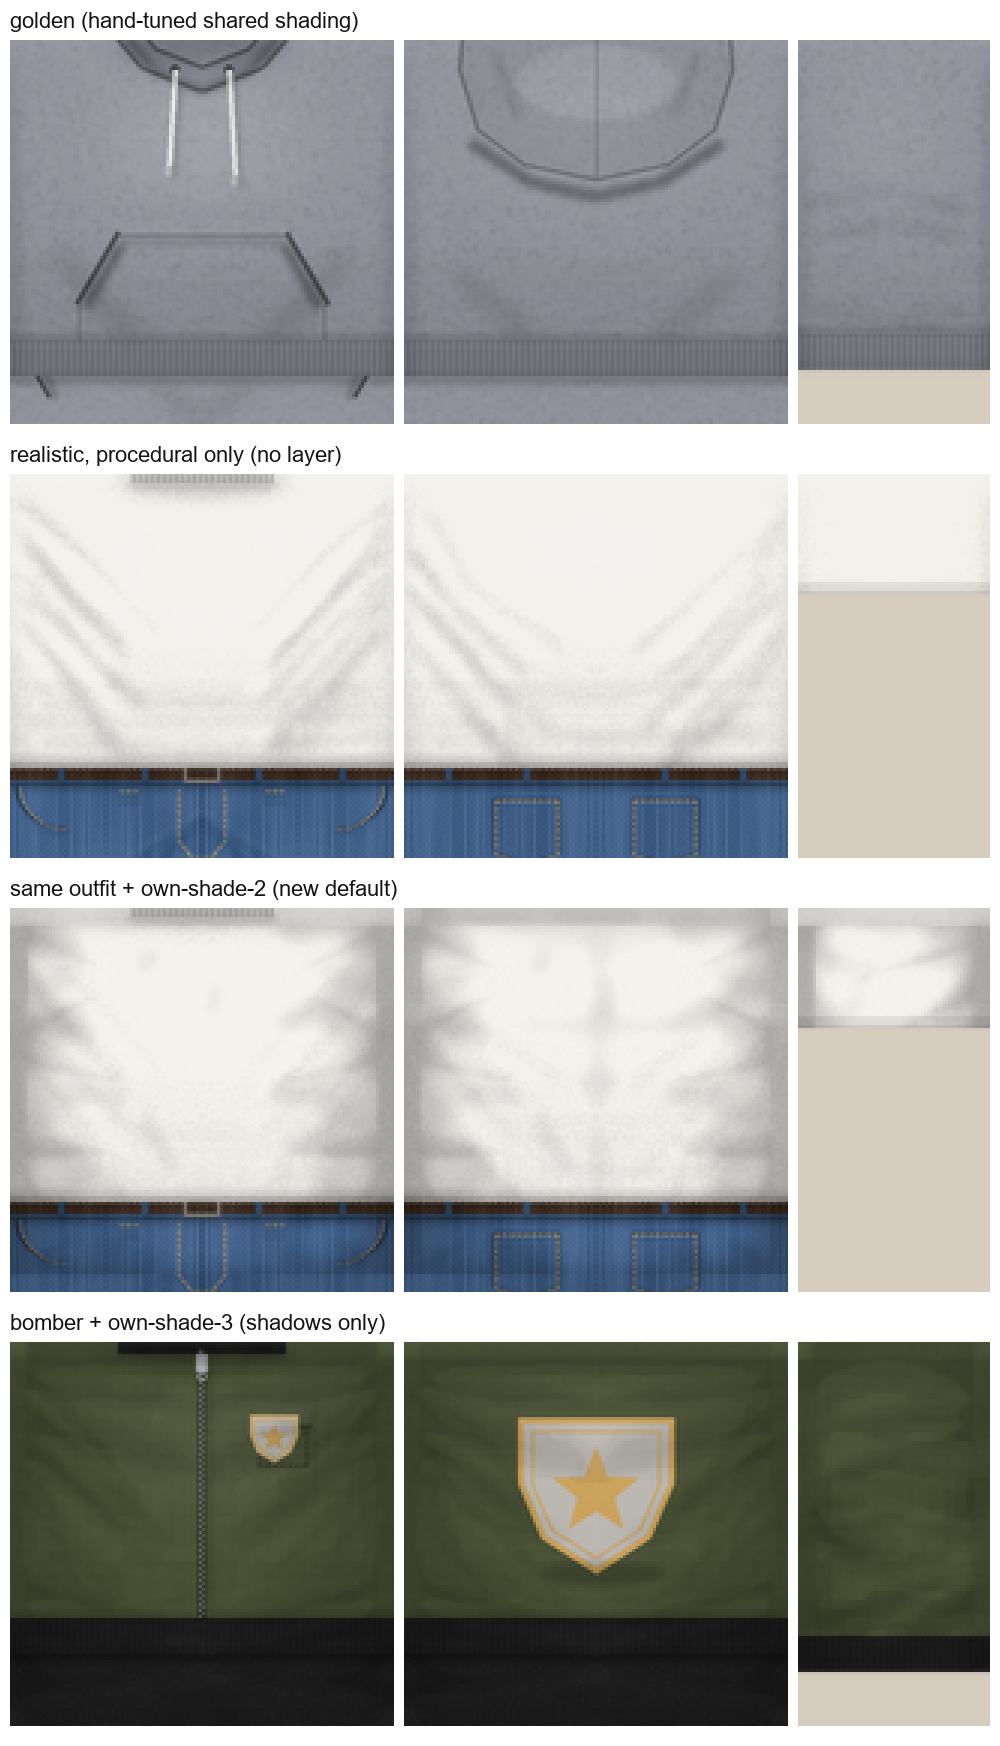 golden (hand-tuned shared shading)
realistic, procedural only (no layer)
same outfit + own-shade-2 (new default)
bomber + own-shade-3 (shadows only)